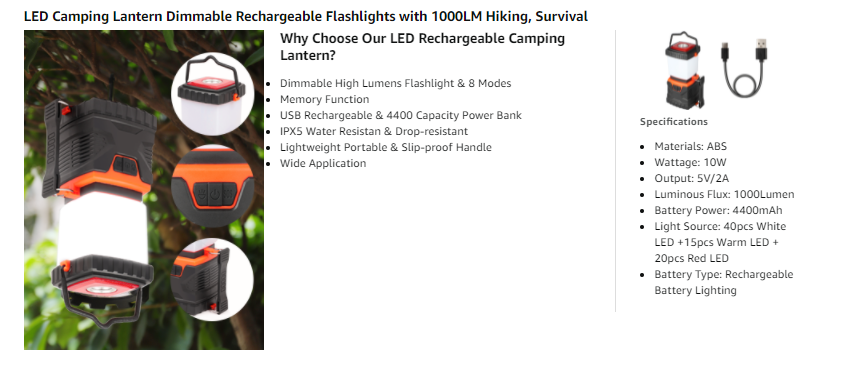 LED Camping Lantern Dimmable Rechargeable Flashlights with 1000LM Hiking, Survival
Why Choose Our LED Rechargeable Camping
Lantern?
Dimmable High Lumens Flashlight & 8 Modes
Memory Function
USB Rechargeable & 4400 Capacity Power Bank
IPX5 Water Resistan & Drop-resistant
Lightweight Portable & Slip-proof Handle
Wide Application
Specifications
Materials: ABS
Wattage: 10W
Output: 5V/2A
Luminous Flux: 1000Lumen
Battery Power: 4400mAh
Light Source: 40pcs White
LED +15pcs Warm LED +
20pcs Red LED
Battery Type: Rechargeable
Battery Lighting